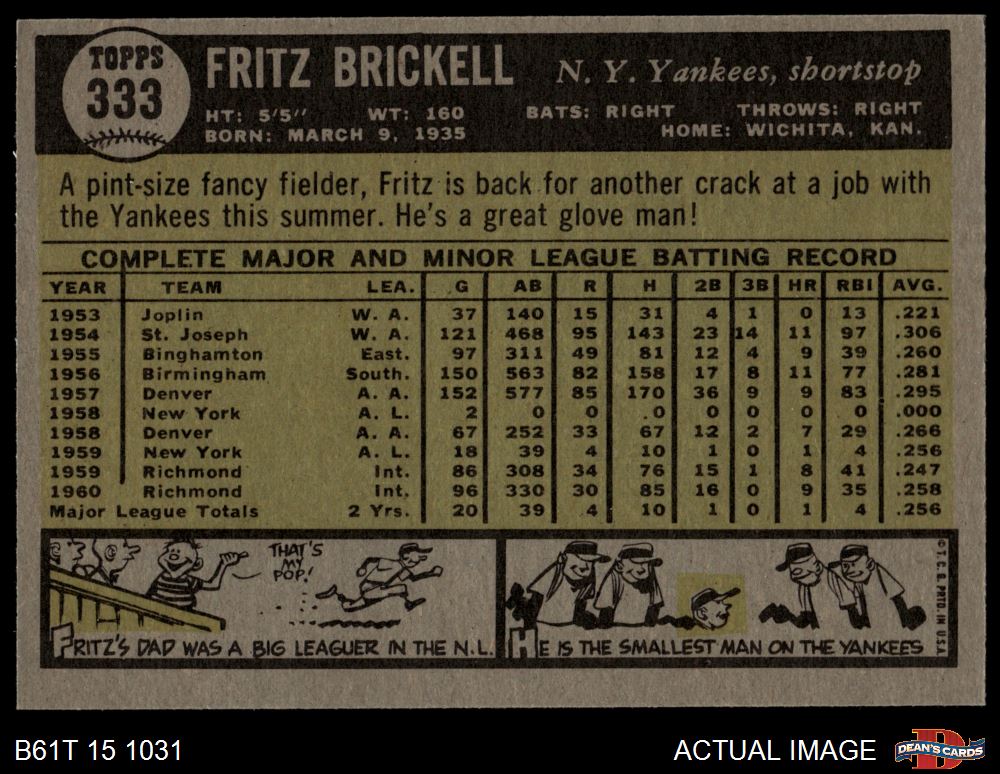 TOPPS
333
FRITZ BRICKELL N. Y. Yankees, shortstop
HT: 5'5" WT: 160 BATS: RIGHT THROWS: RIGHT
BORN: MARCH 9, 1935 HOME: WICHITA, KAN.
A pint-size fancy fielder, Fritz is back for another crack at a job with
the Yankees this summer. He's a great glove man!
COMPLETE MAJOR AND MINOR LEAGUE BATTING RECORD
YEAR TEAM LEA. G AB R H 2B 3B HR RBI AVG.
1953 Joplin W. A. 37 140 15 31 4 1 0 13 .221
1954 St. Joseph W. A. 121 468 95 143 23 14 11 97 .306
1955 Binghamton East. 97 311 49 81 12 4 9 39 .260
1956 Birmingham South. 150 563 82 158 17 8 11 77 .281
1957 Denver A. A. 152 577 85 170 36 9 9 83 .295
1958 New York A. L. 2 0 0 0 0 0 0 0 .000
1958 Denver A. A. 67 252 33 67 12 2 7 29 .266
1959 New York A. L. 18 39 4 10 1 0 1 4 .256
1959 Richmond Int. 86 308 34 76 15 1 8 41 .247
1960 Richmond Int. 96 330 30 85 16 0 9 35 .258
Major League Totals 2 Yrs. 20 39 4 10 1 0 1 4 .256
THAT'S
MY
POP!
FRITZ'S DAD WAS A BIG LEAGUER IN THE N.L.
HE IS THE SMALLEST MAN ON THE YANKEES
© T. C. G. PRTD. IN U.S.A.
B61T 15 1031
ACTUAL IMAGE
D
DEAN'S CARDS